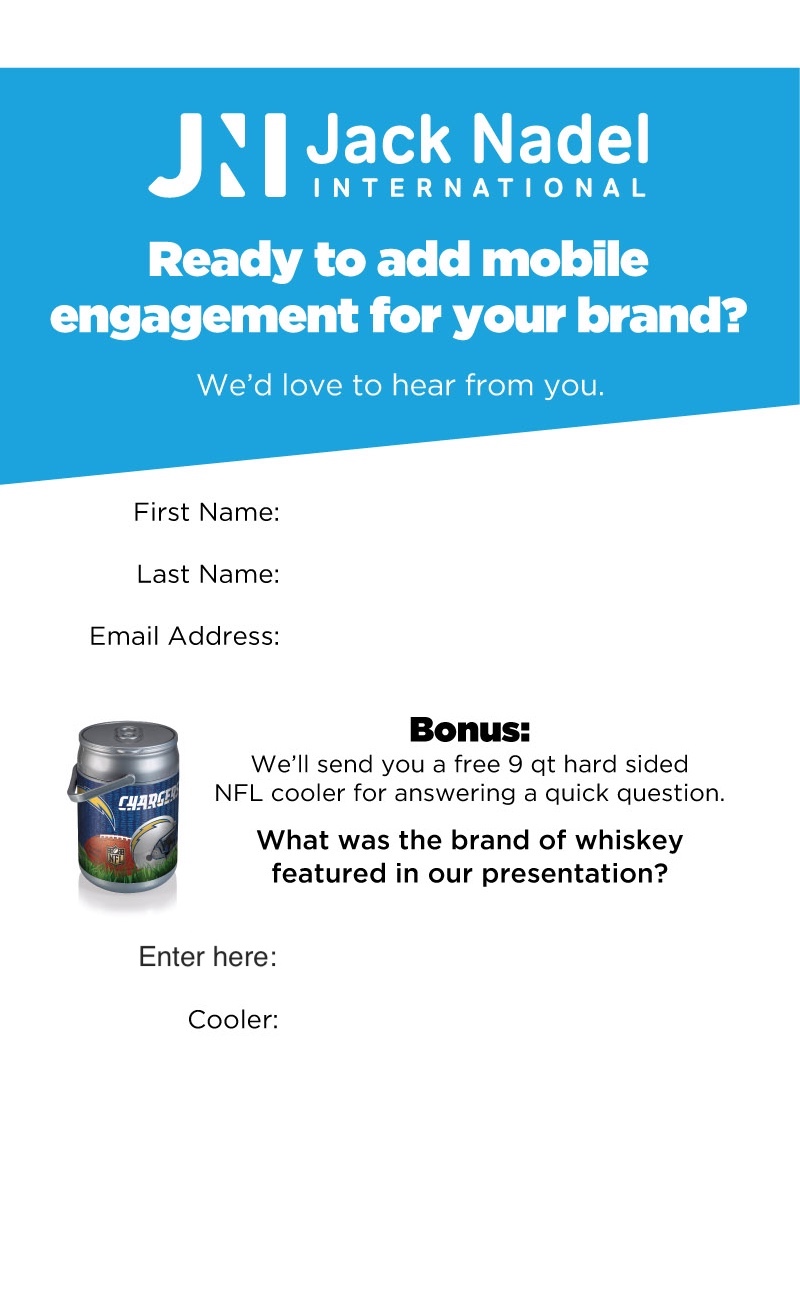 JNI Jack Nadel
INTERNATIONAL
Ready to add mobile
engagement for your brand?
We’d love to hear from you.
First Name:
Last Name:
Email Address:
Bonus:
We’ll send you a free 9 qt hard sided
NFL cooler for answering a quick question.
CHARGERS
NFL
What was the brand of whiskey
featured in our presentation?
Enter here:
Cooler: